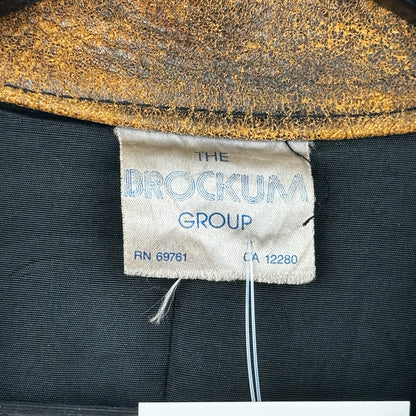 THE
BROCKUM
GROUP
RN 69761 CA 12280